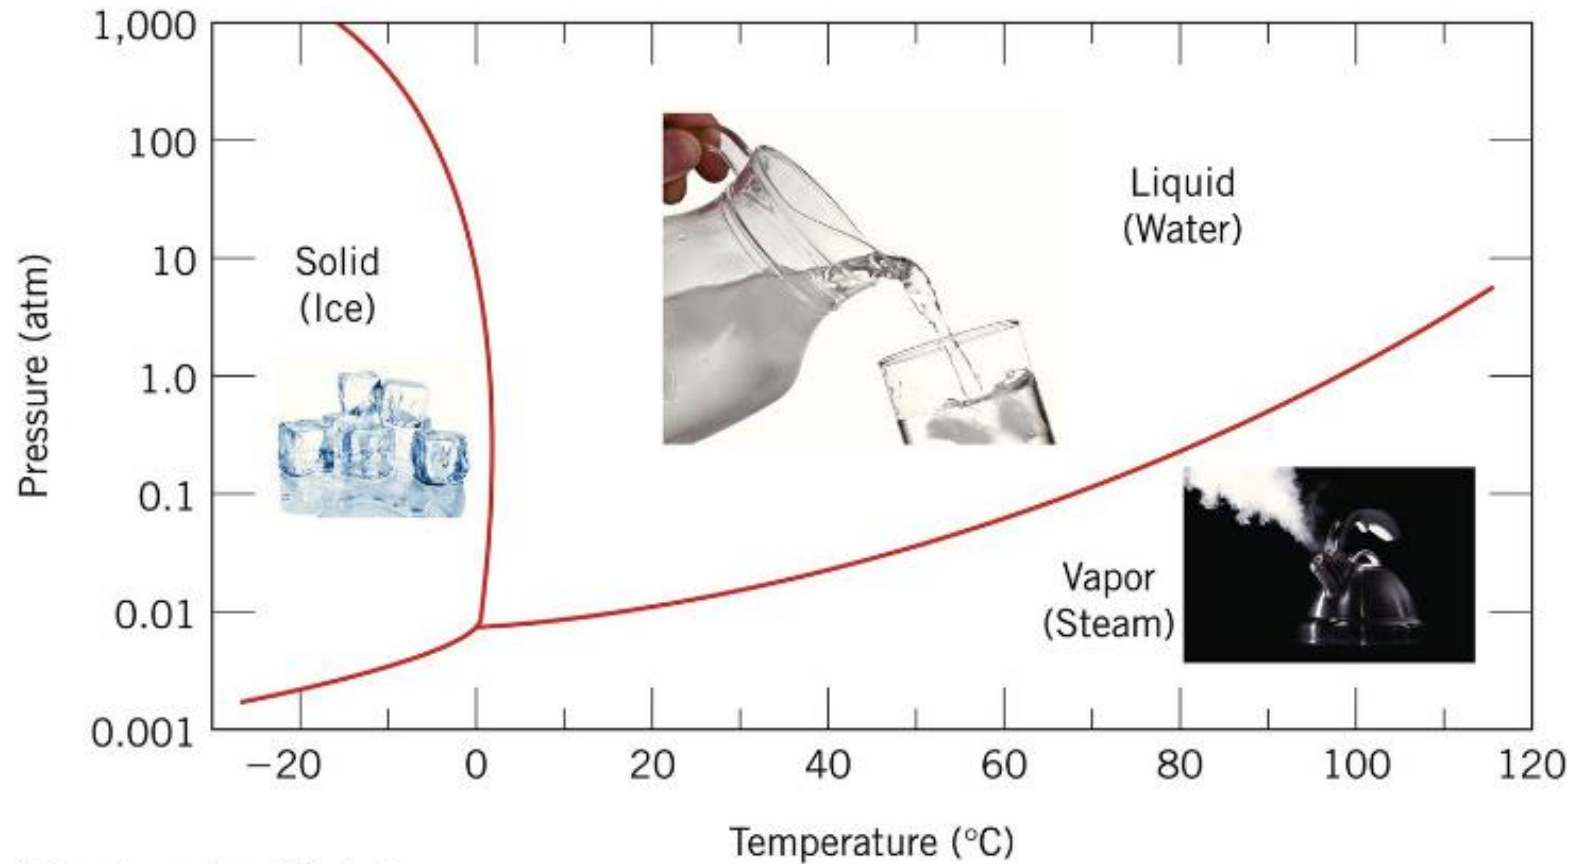 1,000
100
10
1.0
0.1
0.01
0.001
Pressure (atm)
Solid
(Ice)
Liquid
(Water)
Vapor
(Steam)
−20 0 20 40 60 80 100 120
Temperature (°C)